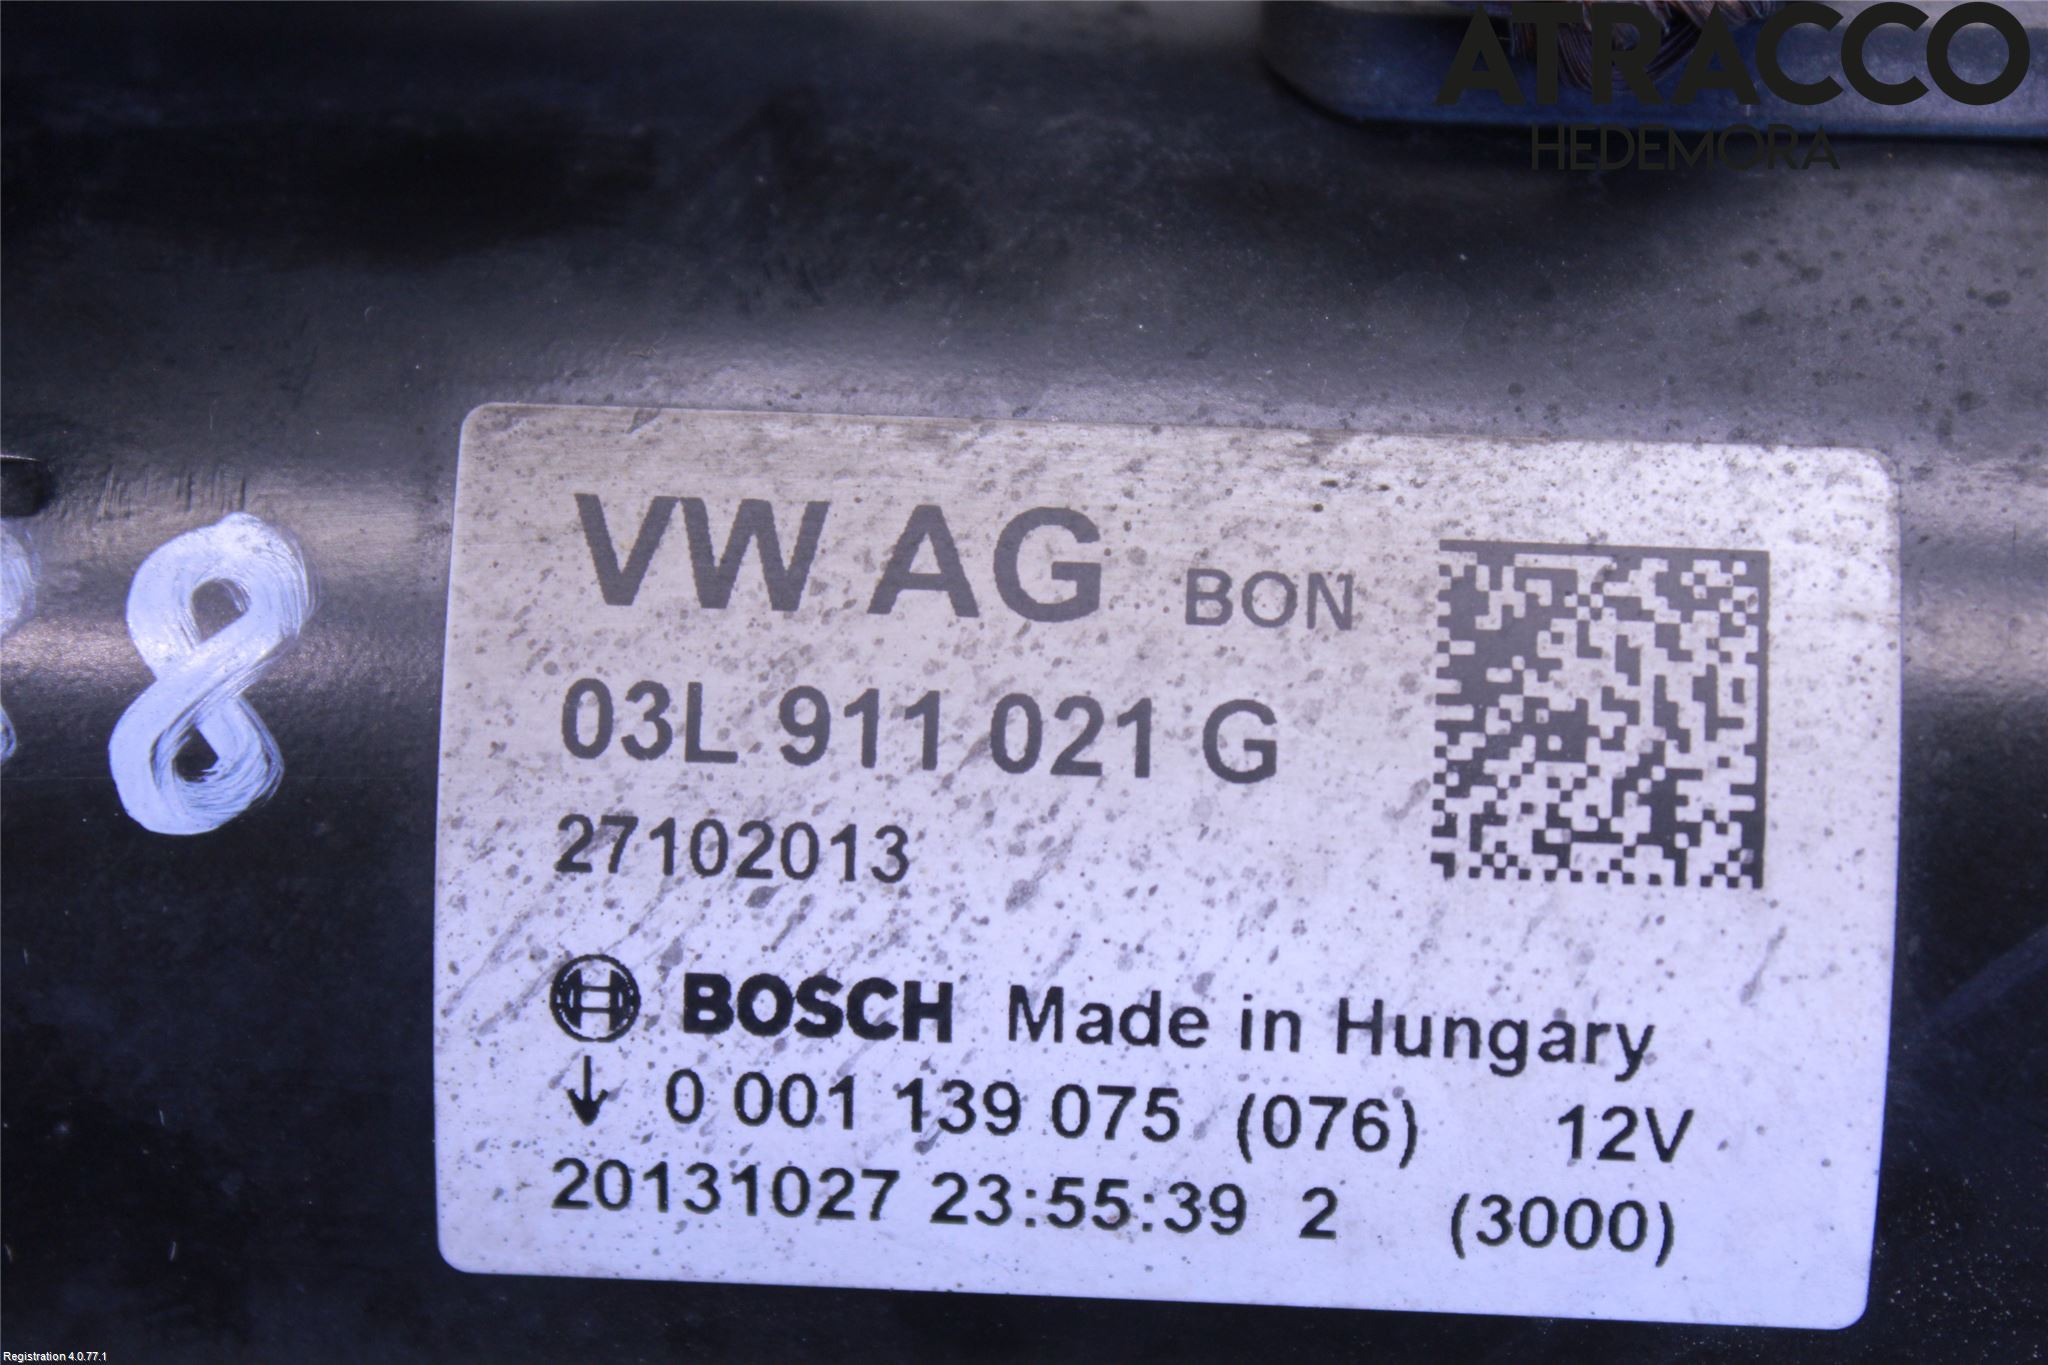 ATRACCO
HEDEMORA
8
VW AG BON
03L 911 021 G
27102013
BOSCH Made in Hungary
↓ 0 001 139 075 (076) 12V
20131027 23:55:39 2 (3000)
Registration 4.0.77.1